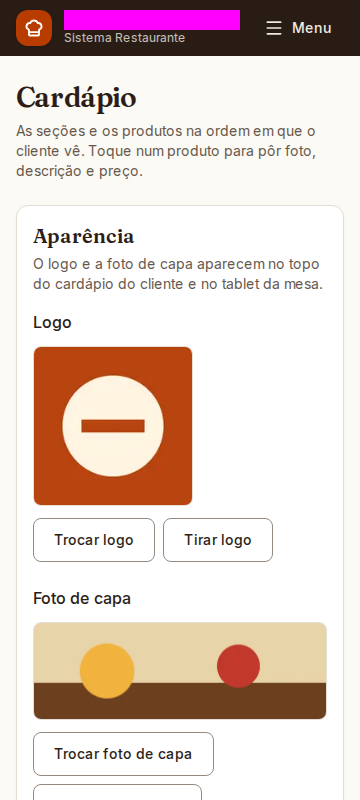 Sistema Restaurante
Menu
Cardápio
As seções e os produtos na ordem em que o
cliente vê. Toque num produto para pôr foto,
descrição e preço.
Aparência
O logo e a foto de capa aparecem no topo
do cardápio do cliente e no tablet da mesa.
Logo
Trocar logo
Tirar logo
Foto de capa
Trocar foto de capa